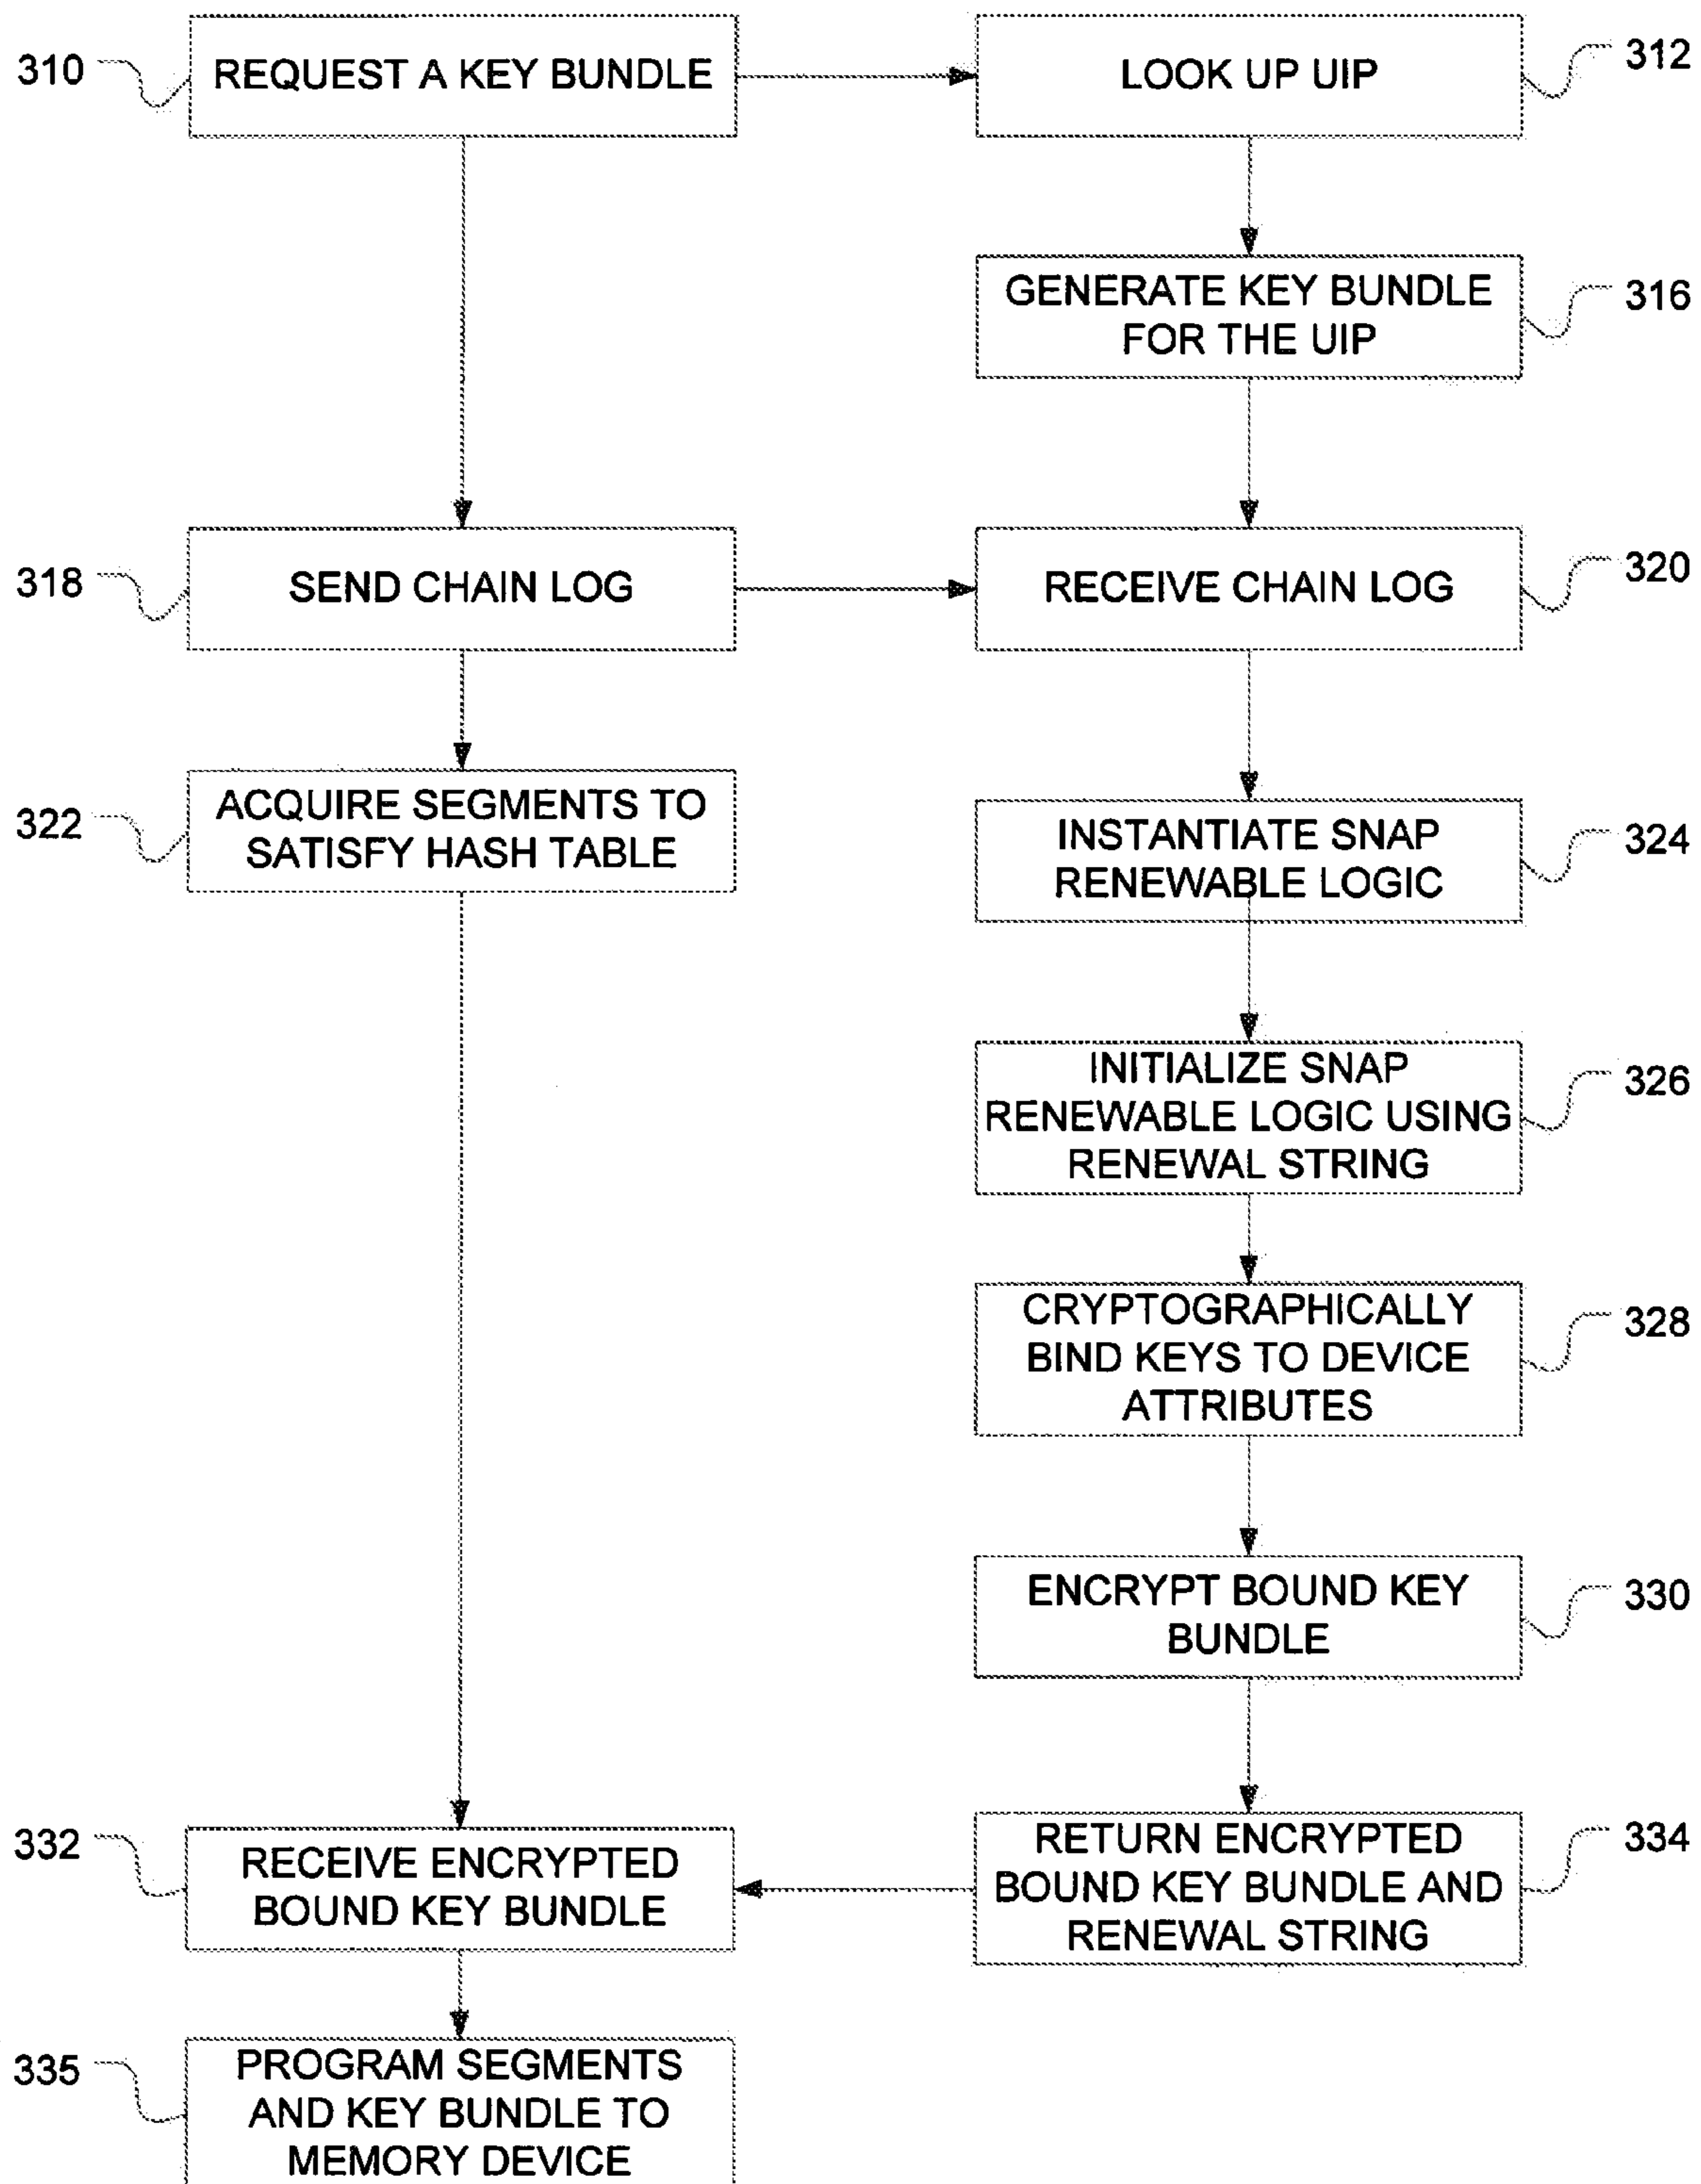 310
REQUEST A KEY BUNDLE
LOOK UP UIP
312
GENERATE KEY BUNDLE
FOR THE UIP
316
318
SEND CHAIN LOG
RECEIVE CHAIN LOG
320
322
ACQUIRE SEGMENTS TO
SATISFY HASH TABLE
INSTANTIATE SNAP
RENEWABLE LOGIC
324
INITIALIZE SNAP
RENEWABLE LOGIC USING
RENEWAL STRING
326
CRYPTOGRAPHICALLY
BIND KEYS TO DEVICE
ATTRIBUTES
328
ENCRYPT BOUND KEY
BUNDLE
330
332
RECEIVE ENCRYPTED
BOUND KEY BUNDLE
RETURN ENCRYPTED
BOUND KEY BUNDLE AND
RENEWAL STRING
334
335
PROGRAM SEGMENTS
AND KEY BUNDLE TO
MEMORY DEVICE